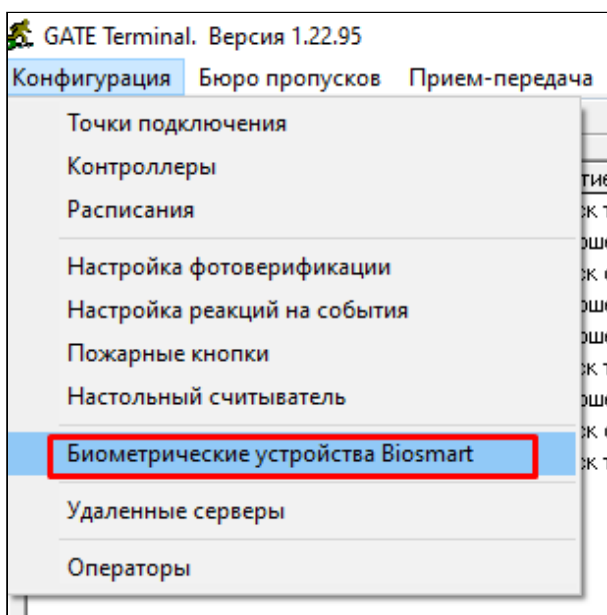 GATE Terminal. Версия 1.22.95
Конфигурация Бюро пропусков Прием-передача
Точки подключения
Контроллеры
Расписания
Настройка фотоверификации
Настройка реакций на события
Пожарные кнопки
Настольный считыватель
Биометрические устройства Biosmart
Удаленные серверы
Операторы